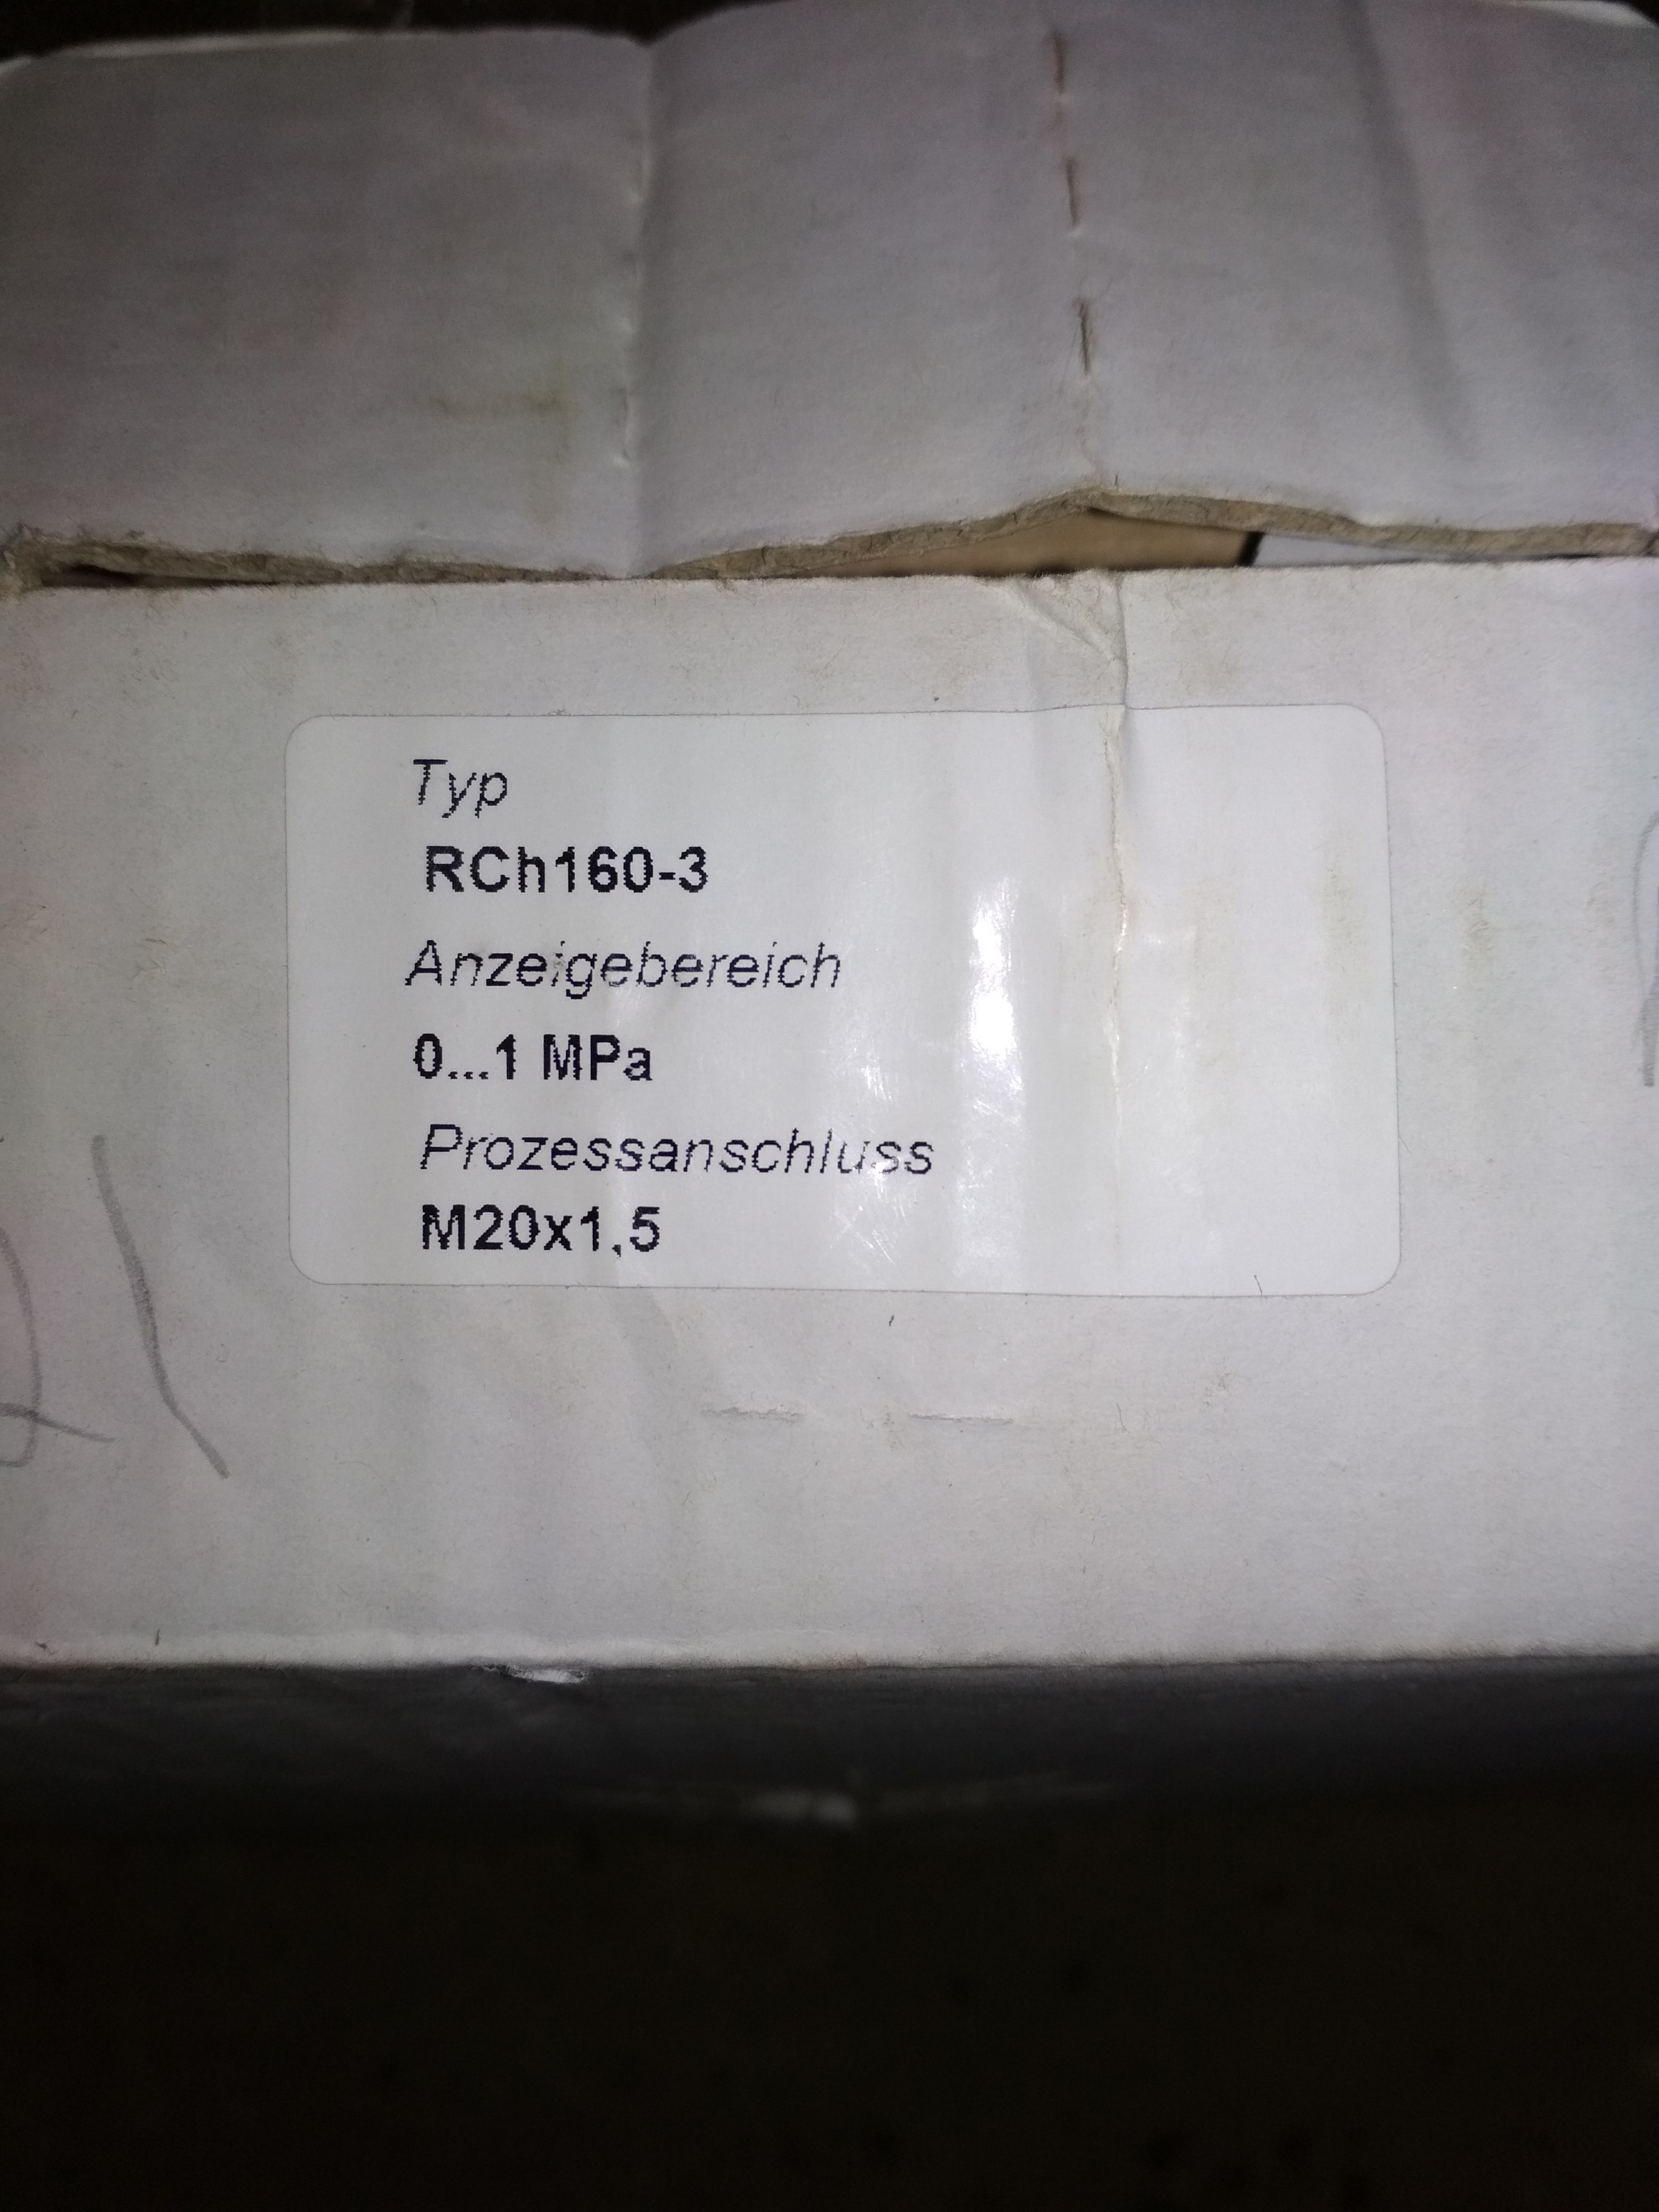 Typ
RCh160-3
Anzeigebereich
0...1 MPa
Prozessanschluss
M20x1,5